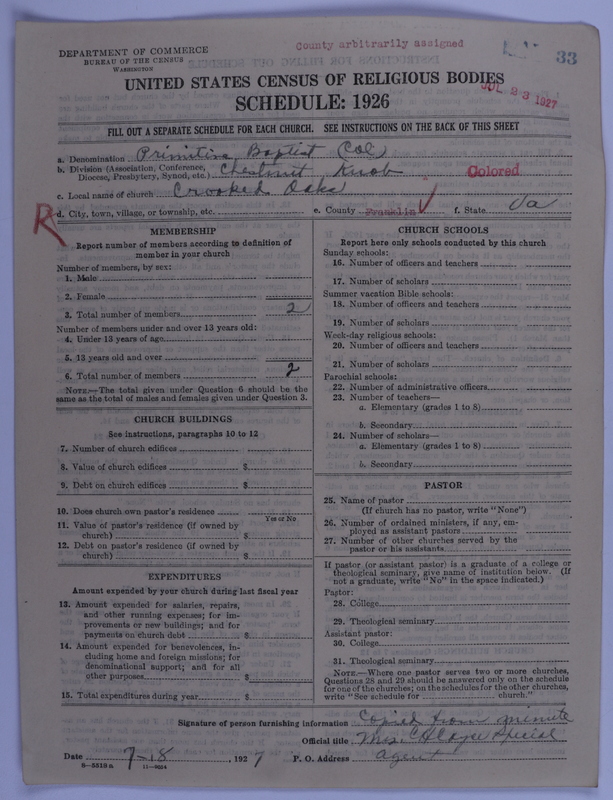 County arbitrarily assigned
33
DEPARTMENT OF COMMERCE
BUREAU OF THE CENSUS
WASHINGTON
UNITED STATES CENSUS OF RELIGIOUS BODIES
JUL 23 1927
SCHEDULE: 1926
FILL OUT A SEPARATE SCHEDULE FOR EACH CHURCH. SEE INSTRUCTIONS ON THE BACK OF THIS SHEET
a. Denomination Primitive Baptist (Col)
b. Division (Association, Conference, Diocese, Presbytery, Synod, etc.) Chestnut Knob Colored
c. Local name of church Crooked Oaks
R d. City, town, village, or township, etc. e. County Franklin f. State Va
MEMBERSHIP
Report number of members according to definition of
member in your church
Number of members, by sex:
1. Male
2. Female
3. Total number of members 2
Number of members under and over 13 years old:
4. Under 13 years of age
5. 13 years old and over
6. Total number of members 2
NOTE.—The total given under Question 6 should be the
same as the total of males and females given under Question 3.
CHURCH BUILDINGS
See instructions, paragraphs 10 to 12
7. Number of church edifices
8. Value of church edifices $
9. Debt on church edifices $
10. Does church own pastor's residence
Yes or No
11. Value of pastor's residence (if owned by
church) $
12. Debt on pastor's residence (if owned by
church) $
EXPENDITURES
Amount expended by your church during last fiscal year
13. Amount expended for salaries, repairs,
and other running expenses; for im-
provements or new buildings; and for
payments on church debt $
14. Amount expended for benevolences, in-
cluding home and foreign missions; for
denominational support; and for all
other purposes $
15. Total expenditures during year $
CHURCH SCHOOLS
Report here only schools conducted by this church
Sunday schools:
16. Number of officers and teachers
17. Number of scholars
Summer vacation Bible schools:
18. Number of officers and teachers
19. Number of scholars
Week-day religious schools:
20. Number of officers and teachers
21. Number of scholars
Parochial schools:
22. Number of administrative officers
23. Number of teachers—
a. Elementary (grades 1 to 8)
b. Secondary
24. Number of scholars—
a. Elementary (grades 1 to 8)
b. Secondary
PASTOR
25. Name of pastor
(If church has no pastor, write "None")
26. Number of ordained ministers, if any, em-
ployed as assistant pastors
27. Number of other churches served by the
pastor or his assistants
If pastor (or assistant pastor) is a graduate of a college or
theological seminary, give name of institution below. (If
not a graduate, write "No" in the space indicated.)
Pastor:
28. College
29. Theological seminary
Assistant pastor:
30. College
31. Theological seminary
NOTE.—Where one pastor serves two or more churches,
Questions 28 and 29 should be answered only on the schedule
for one of the churches; on the schedules for the other churches,
write "See schedule for church."
Signature of person furnishing information Copied from minute
Official title Mrs. Special
Date 7-18, 1927 P. O. Address agent
8—5319 a 11—9024